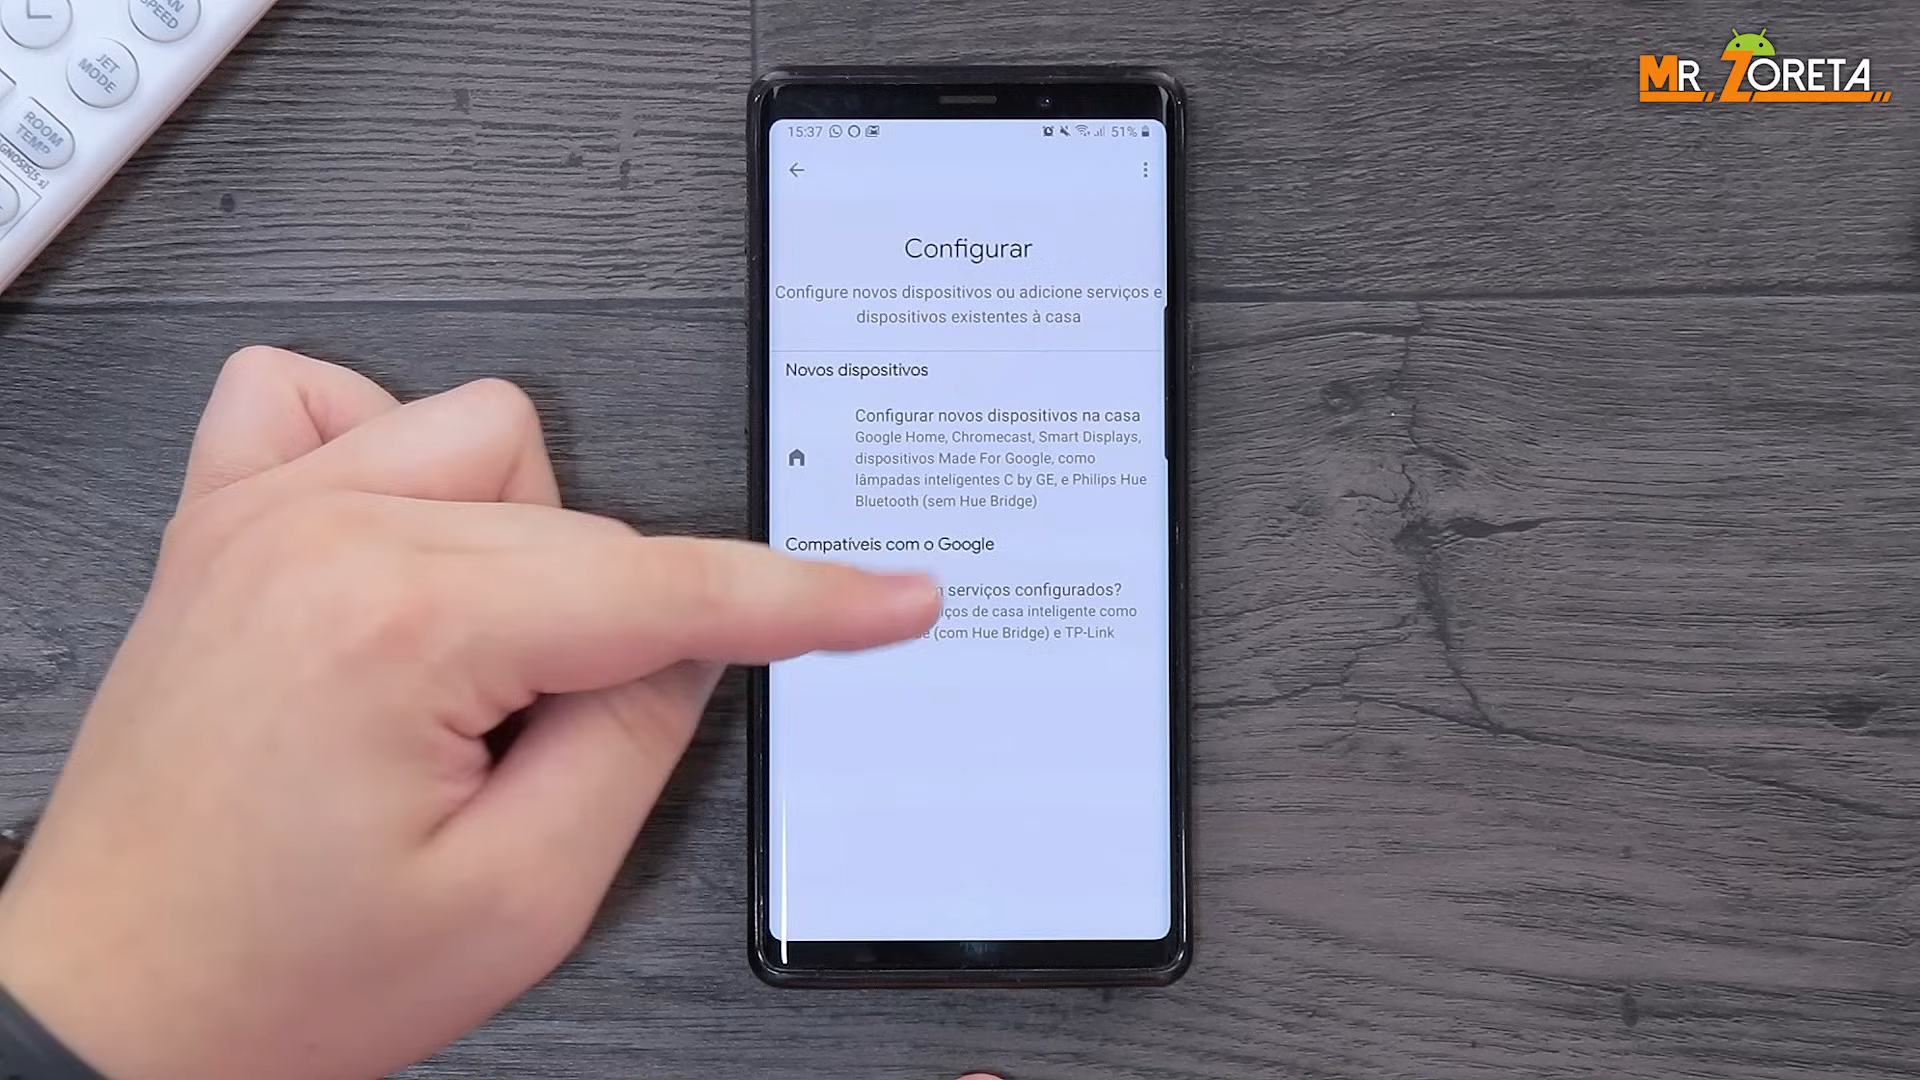 SPEED
JET
MODE
ROOM
TEMP
MR. ZORETA
15:37
51%
Configurar
Configure novos dispositivos ou adicione serviços e
dispositivos existentes à casa
Novos dispositivos
Configurar novos dispositivos na casa
Google Home, Chromecast, Smart Displays,
dispositivos Made For Google, como
lâmpadas inteligentes C by GE, e Philips Hue
Bluetooth (sem Hue Bridge)
Compatíveis com o Google
serviços configurados?
de casa inteligente como
(com Hue Bridge) e TP-Link